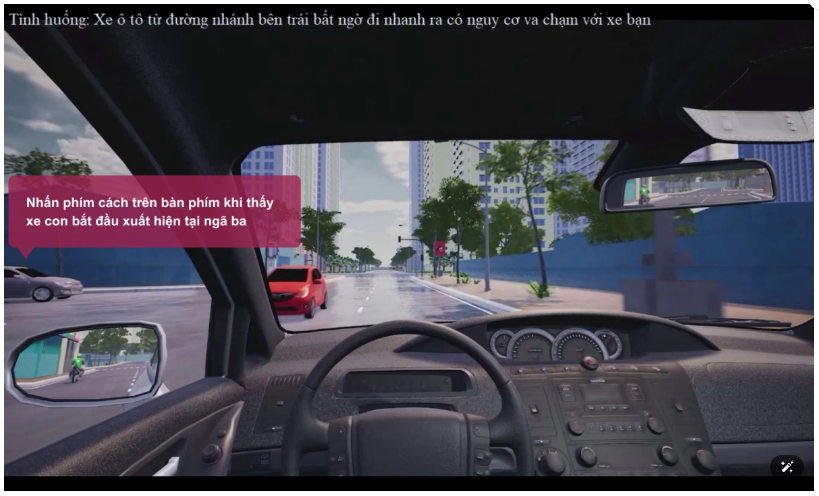 Tình huống: Xe ô tô từ đường nhánh bên trái bất ngờ đi nhanh ra có nguy cơ va chạm với xe bạn
Nhấn phím cách trên bàn phím khi thấy
xe con bắt đầu xuất hiện tại ngã ba